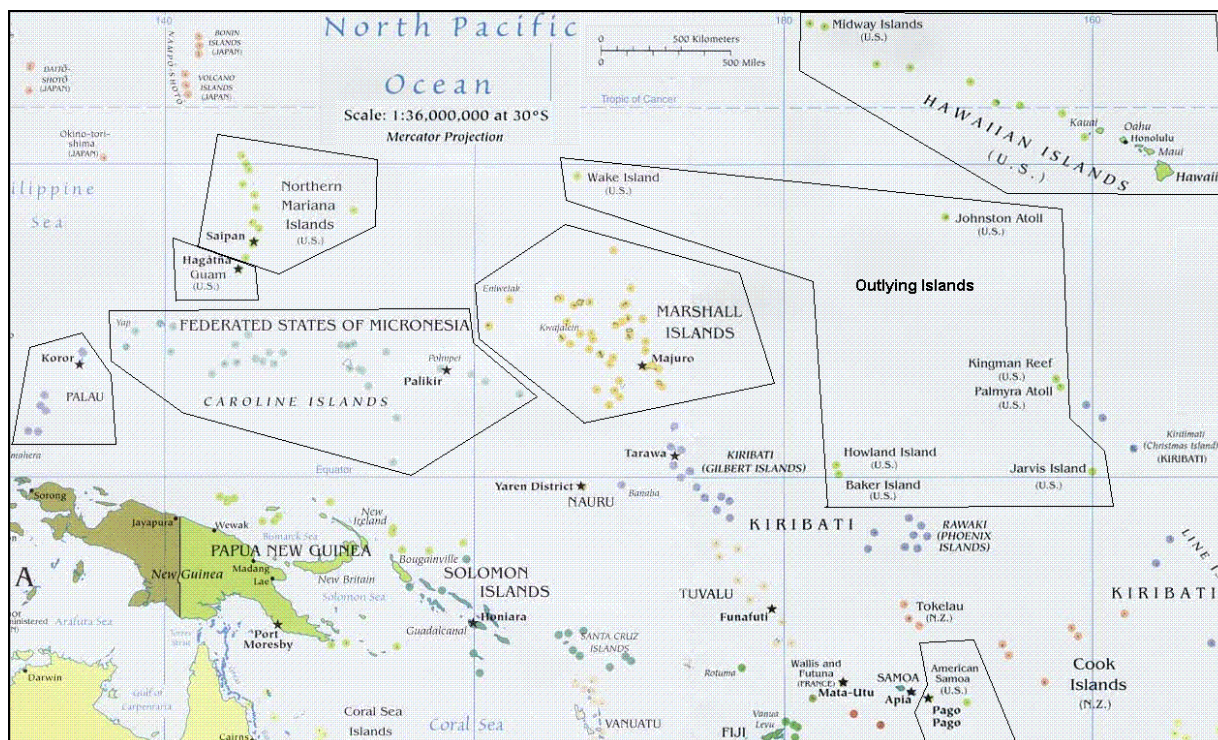 140
180
160
North Pacific
Ocean
0 500 Kilometers
0 500 Miles
Scale: 1:36,000,000 at 30°S
Mercator Projection
Tropic of Cancer
NAMPŌ-SHOTŌ
BONIN
ISLANDS
(JAPAN)
DAITŌ-
SHOTŌ
(JAPAN)
VOLCANO
ISLANDS
(JAPAN)
Okino-tori-
shima
(JAPAN)
Midway Islands
(U.S.)
HAWAIIAN ISLANDS
(U.S.)
Kauai
Oahu
Honolulu
Maui
Hawaii
ilippine
Sea
Northern
Mariana
Islands
(U.S.)
Saipan
Hagåtña
Guam
(U.S.)
Wake Island
(U.S.)
Johnston Atoll
(U.S.)
Outlying Islands
Eniwetak
Kwajalein
MARSHALL
ISLANDS
Majuro
Yap
FEDERATED STATES OF MICRONESIA
Pohnpei
Palikir
CAROLINE ISLANDS
Koror
PALAU
Kingman Reef
(U.S.)
Palmyra Atoll
(U.S.)
mahera
Equator
Tarawa
KIRIBATI
(GILBERT ISLANDS)
Howland Island
(U.S.)
Baker Island
(U.S.)
Jarvis Island
(U.S.)
Kiritimati
(Christmas Island)
(KIRIBATI)
Yaren District
NAURU
Banaba
Sorong
Jayapura
Wewak
Bismarck Sea
New
Ireland
PAPUA NEW GUINEA
Bougainville
KIRIBATI
RAWAKI
(PHOENIX
ISLANDS)
LINE I
KIRIBATI
A
New Guinea
Madang
Lae
New Britain
Solomon Sea
SOLOMON
ISLANDS
Guadalcanal
Honiara
TUVALU
Funafuti
Tokelau
(N.Z.)
ministered
Arafura Sea
Torres
Strait
Port
Moresby
SANTA CRUZ
ISLANDS
Rotuma
Darwin
Gulf of
Carpentaria
Wallis and
Futuna
(FRANCE)
Mata-Utu
SAMOA
Apia
American
Samoa
(U.S.)
Pago
Pago
Cook
Islands
(N.Z.)
Cairns
Coral Sea
Islands
Coral Sea
VANUATU
Vanua
Levu
FIJI